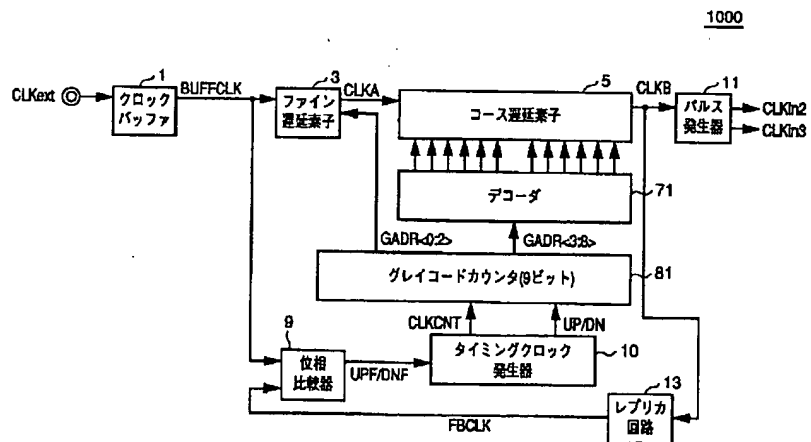 1000
CLKext
1
クロック
バッファ
BUFFCLK
3
ファイン
遅延素子
CLKA
5
コース遅延素子
CLKB
11
パルス
発生器
CLKin2
CLKin3
デコーダ
71
GADR<0:2>
GADR<3:8>
グレイコードカウンタ(9ビット)
81
CLKCNT
UP/DN
9
位相
比較器
UPF/DNF
タイミングクロック
発生器
10
13
レプリカ
回路
FBCLK